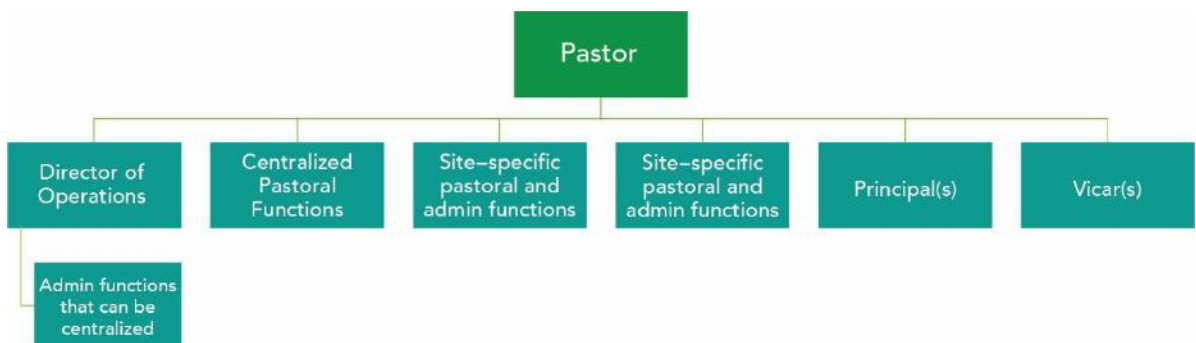 Pastor
Director of
Operations
Centralized
Pastoral
Functions
Site–specific
pastoral and
admin functions
Site–specific
pastoral and
admin functions
Principal(s)
Vicar(s)
Admin functions
that can be
centralized